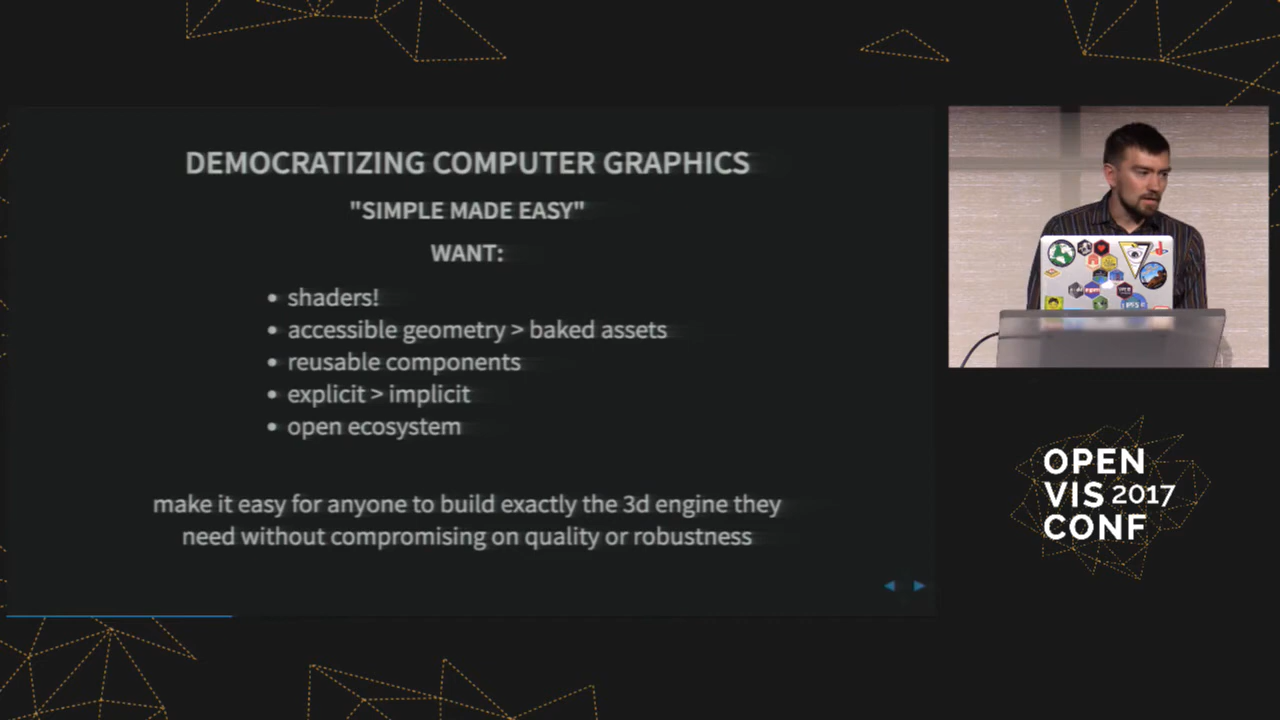 DEMOCRATIZING COMPUTER GRAPHICS
"SIMPLE MADE EASY"
WANT:
• shaders!
• accessible geometry > baked assets
• reusable components
• explicit > implicit
• open ecosystem
make it easy for anyone to build exactly the 3d engine they
need without compromising on quality or robustness
OPEN
VIS 2017
CONF